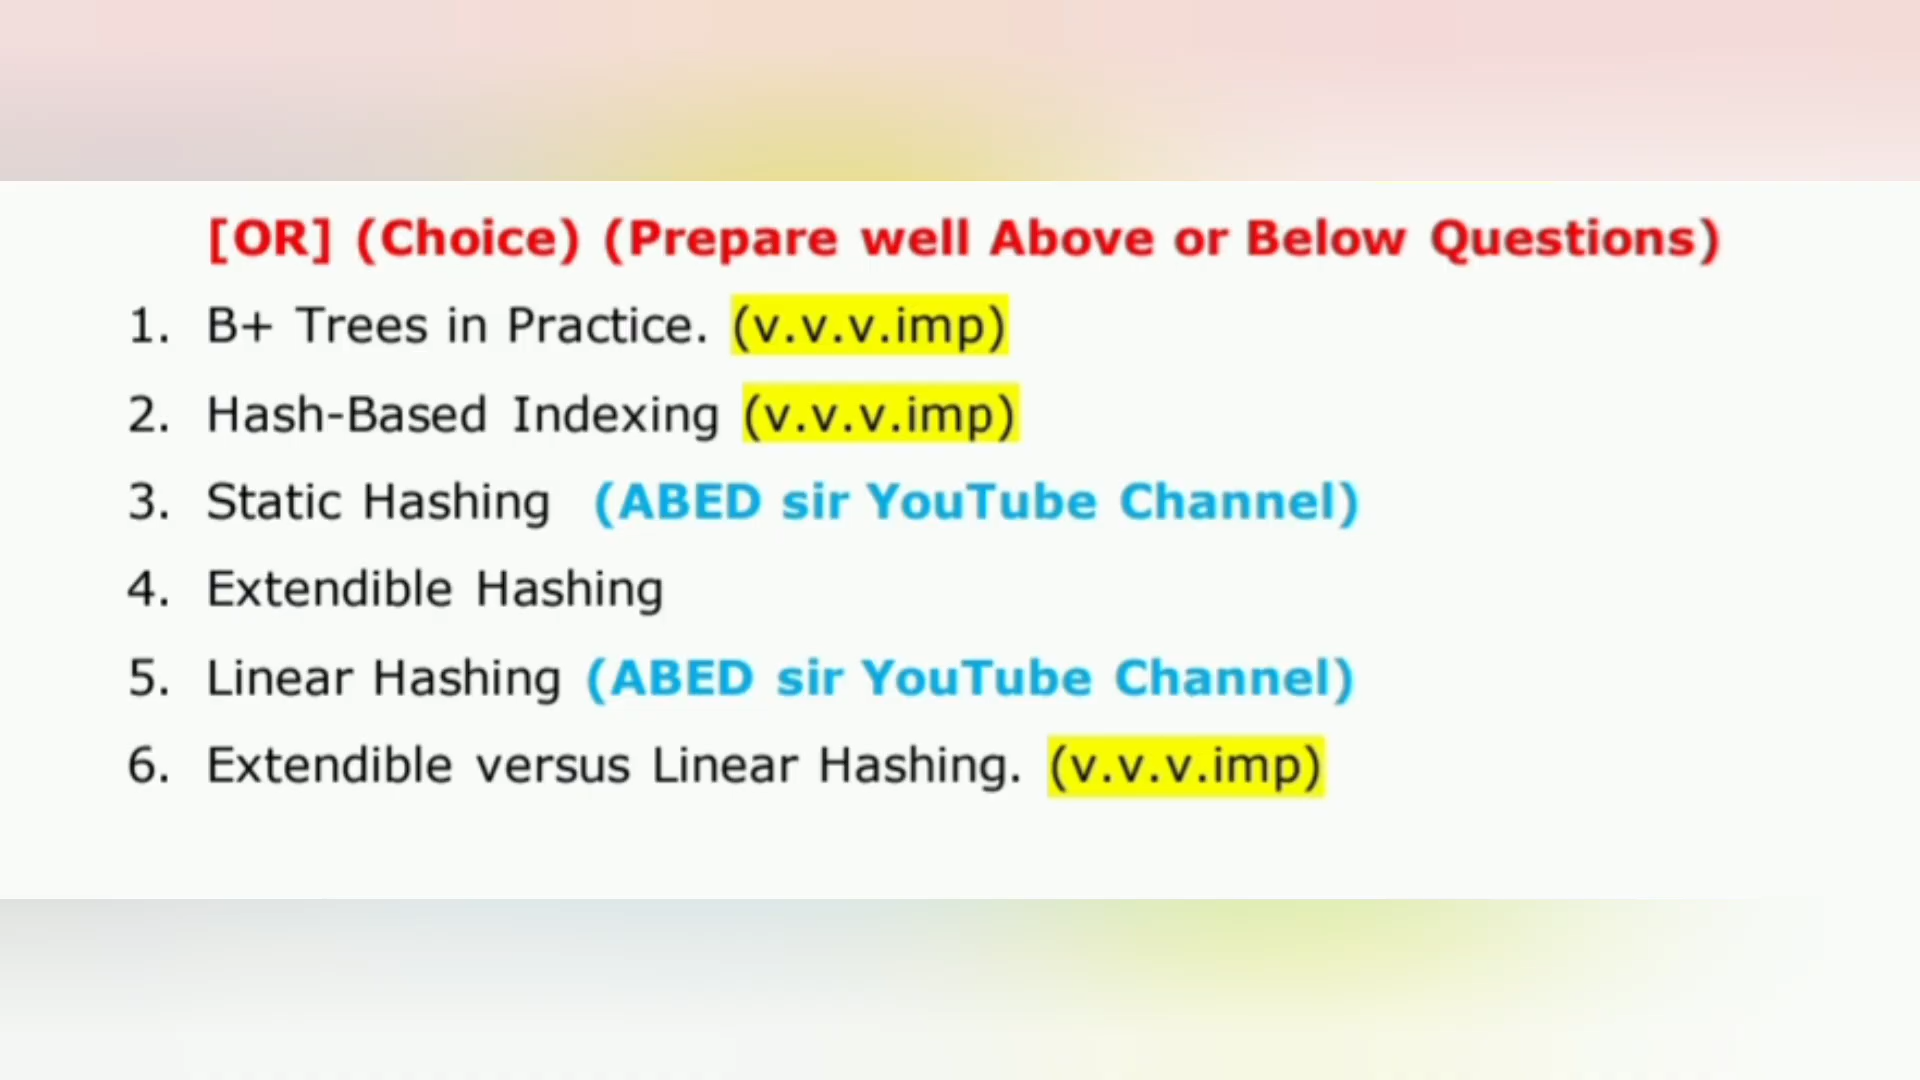 [OR] (Choice) (Prepare well Above or Below Questions)
1. B+ Trees in Practice. (v.v.v.imp)
2. Hash-Based Indexing (v.v.v.imp)
3. Static Hashing (ABED sir YouTube Channel)
4. Extendible Hashing
5. Linear Hashing (ABED sir YouTube Channel)
6. Extendible versus Linear Hashing. (v.v.v.imp)